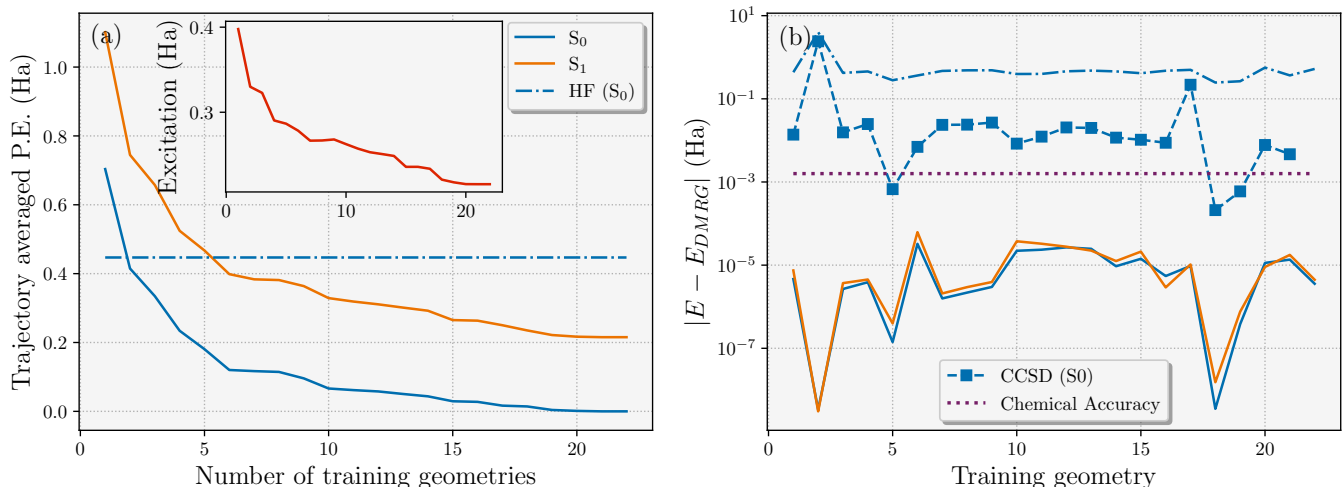 (a)
Trajectory averaged P.E. (Ha)
1.0
0.8
0.6
0.4
0.2
0.0
0
5
10
15
20
Number of training geometries
Excitation (Ha)
0.4
0.3
0
10
20
S₀
S₁
HF (S₀)
(b)
|E − E_{DMRG}| (Ha)
10¹
10⁻¹
10⁻³
10⁻⁵
10⁻⁷
0
5
10
15
20
Training geometry
CCSD (S0)
Chemical Accuracy